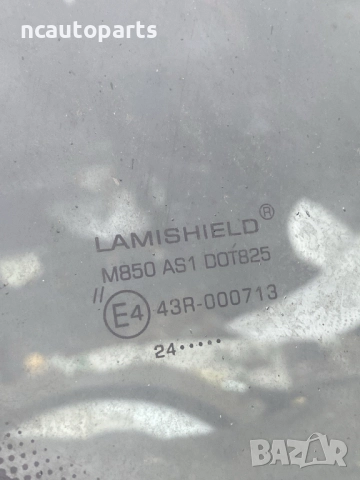 ncautoparts
LAMISHIELD®
M850 AS1 DOT825
// E4 43R-000713
24•••••
BAZAR